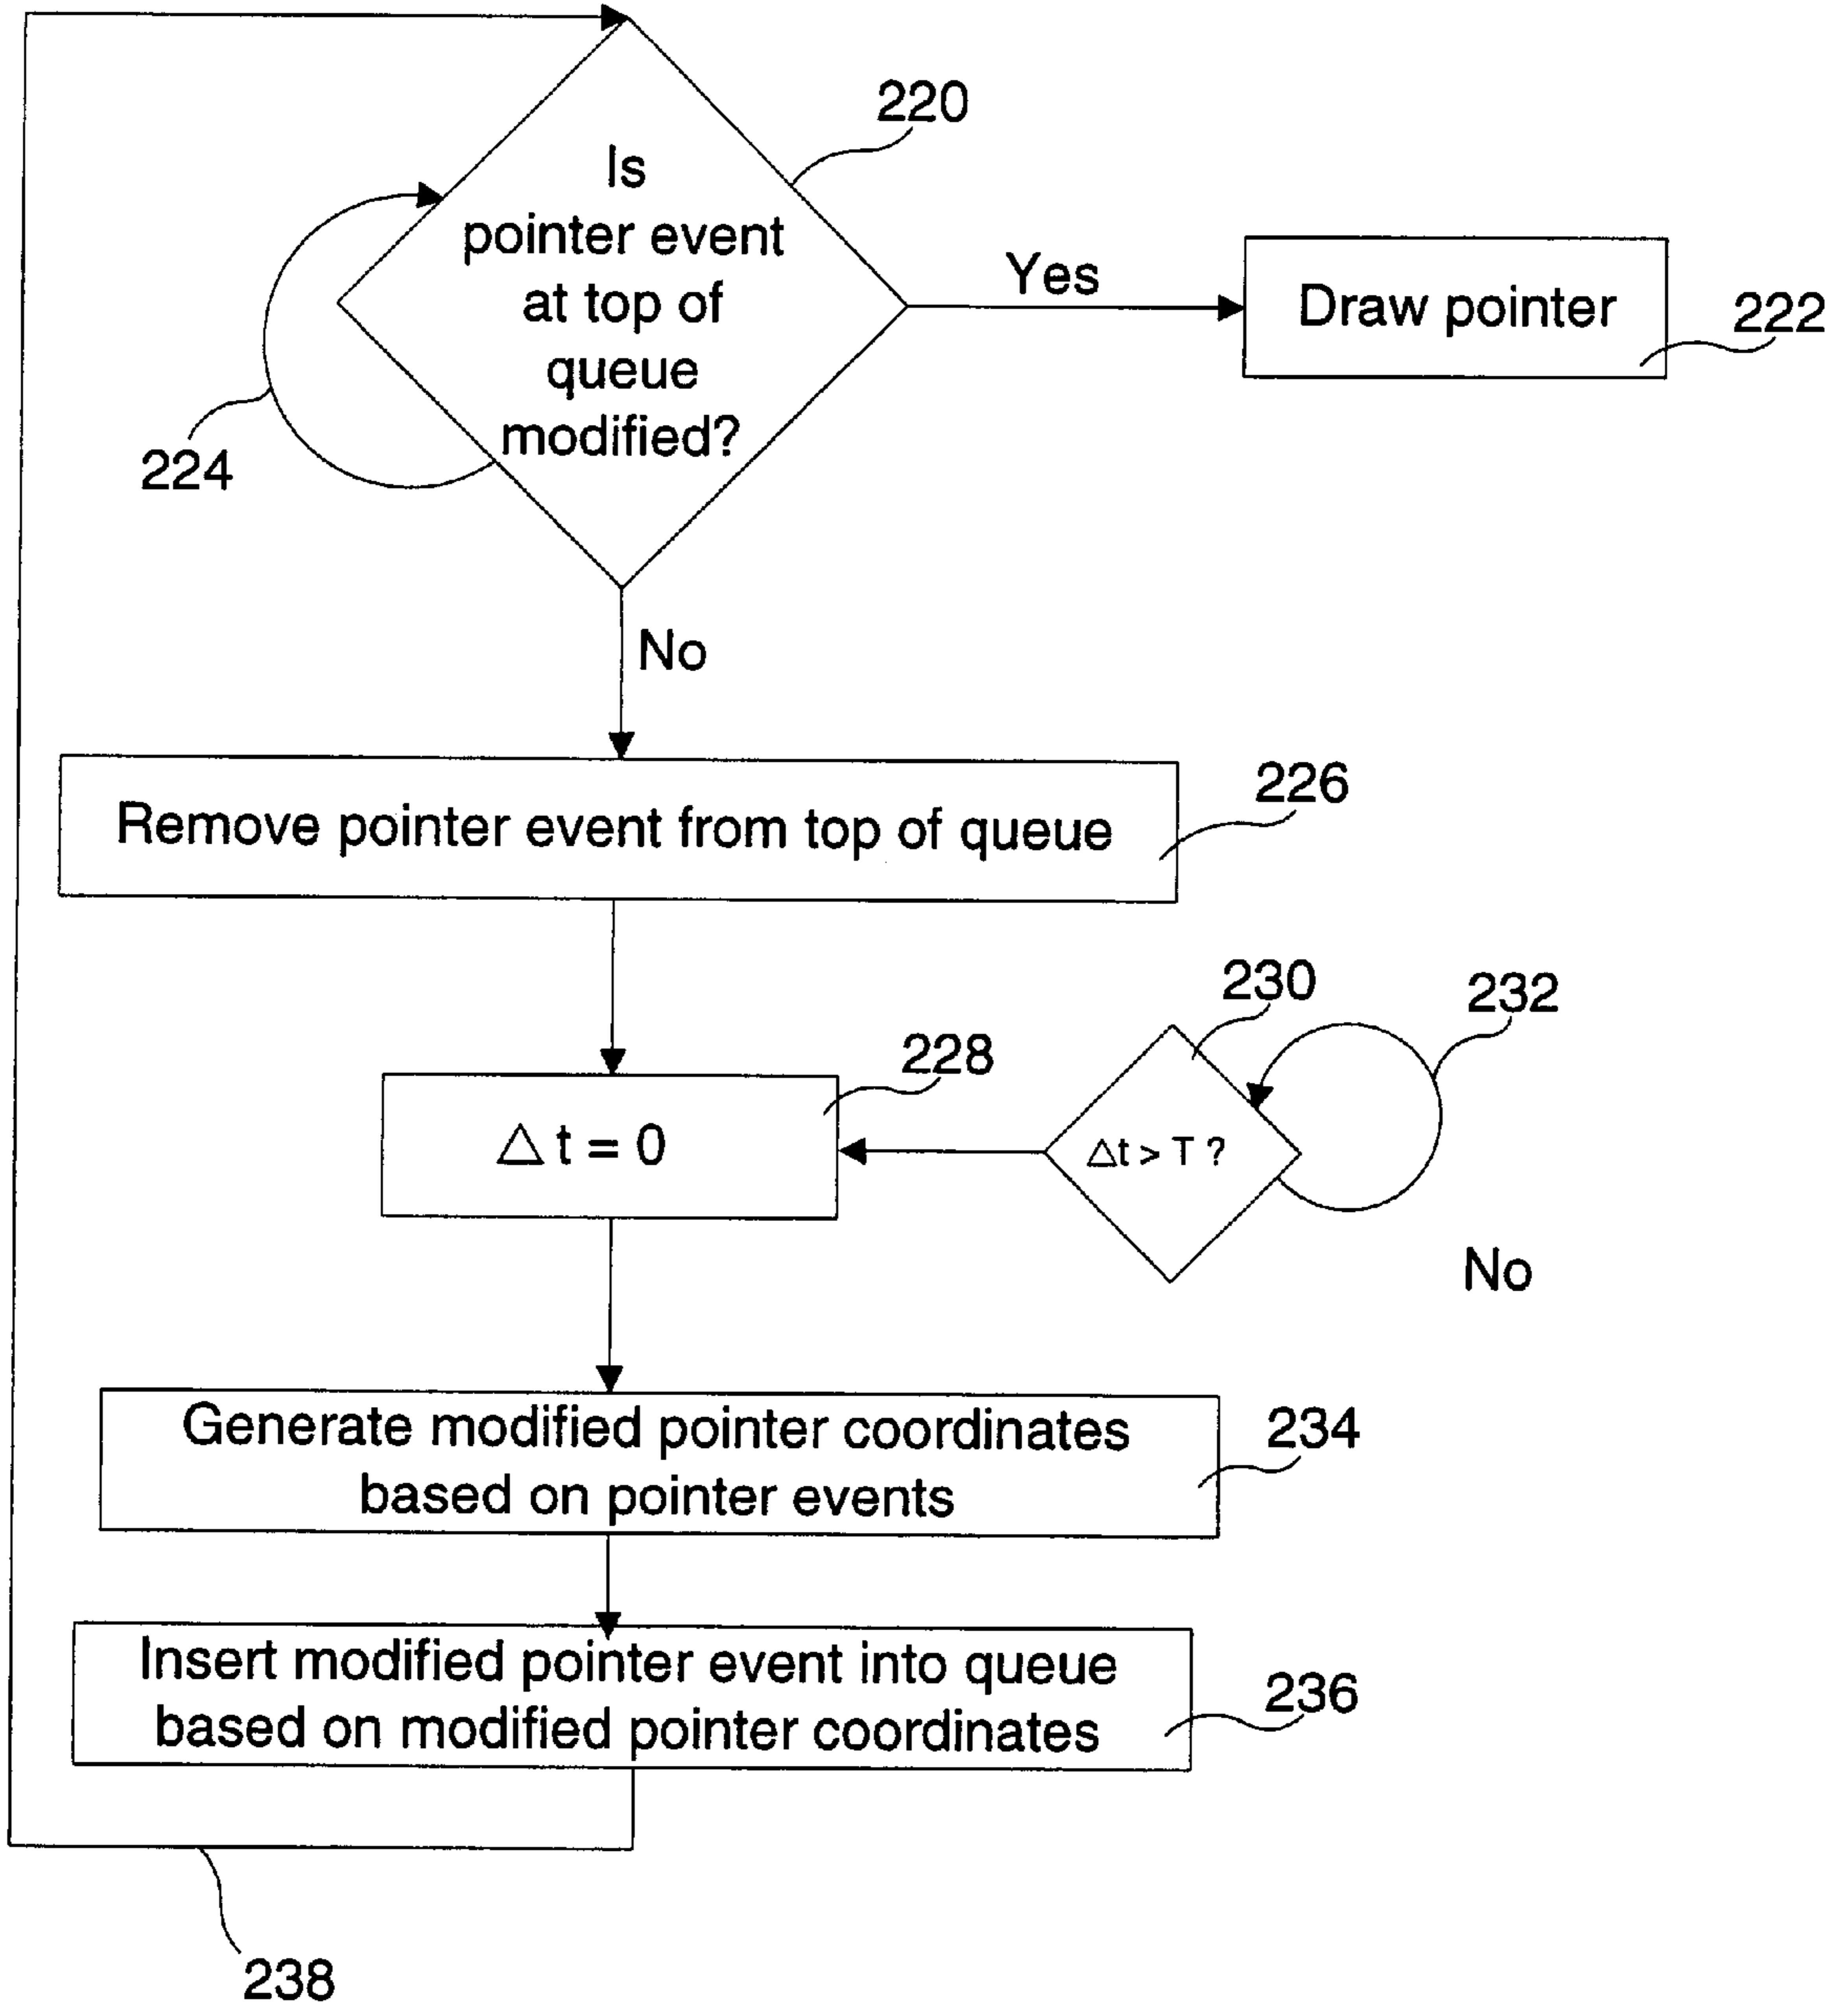 220
Is
pointer event
at top of
queue
modified?
Yes
Draw pointer
222
224
No
Remove pointer event from top of queue
226
228
△ t = 0
230
△t > T ?
232
No
Generate modified pointer coordinates
based on pointer events
234
Insert modified pointer event into queue
based on modified pointer coordinates
236
238